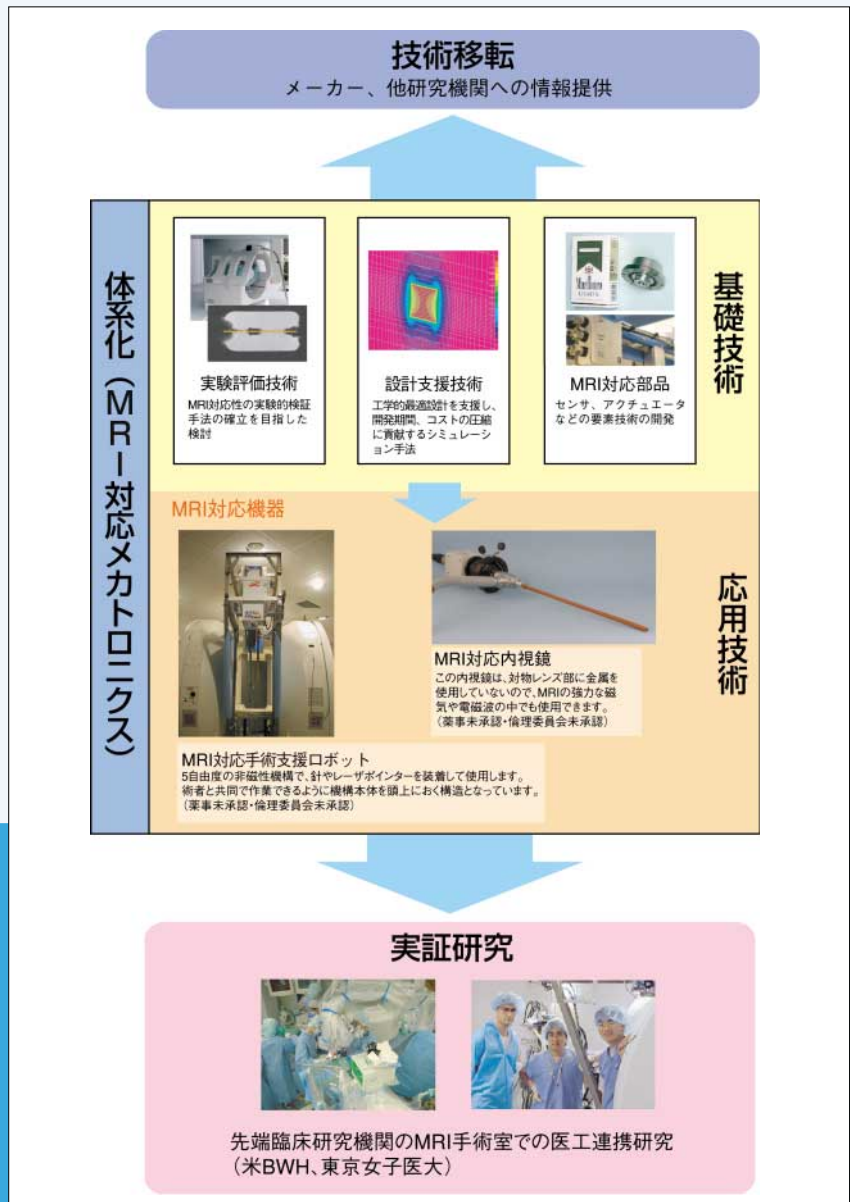 技術移転
メーカー、他研究機関への情報提供
体系化（MRI対応メカトロニクス）
基礎技術
Marlboro
実験評価技術
MRI対応性の実験的検証
手法の確立を目指した
検討
設計支援技術
工学的最適設計を支援し、
開発期間、コストの圧縮
に貢献するシミュレーシ
ョン手法
MRI対応部品
センサ、アクチュエータ
などの要素技術の開発
MRI対応機器
応用技術
MRI対応内視鏡
この内視鏡は、対物レンズ部に金属を
使用していないので、MRIの強力な磁
気や電磁波の中でも使用できます。
（薬事未承認・倫理委員会未承認）
MRI対応手術支援ロボット
5自由度の非磁性機構で、針やレーザポインターを装着して使用します。
術者と共同で作業できるように機構本体を頭上におく構造となっています。
（薬事未承認・倫理委員会未承認）
実証研究
先端臨床研究機関のMRI手術室での医工連携研究
（米BWH、東京女子医大）